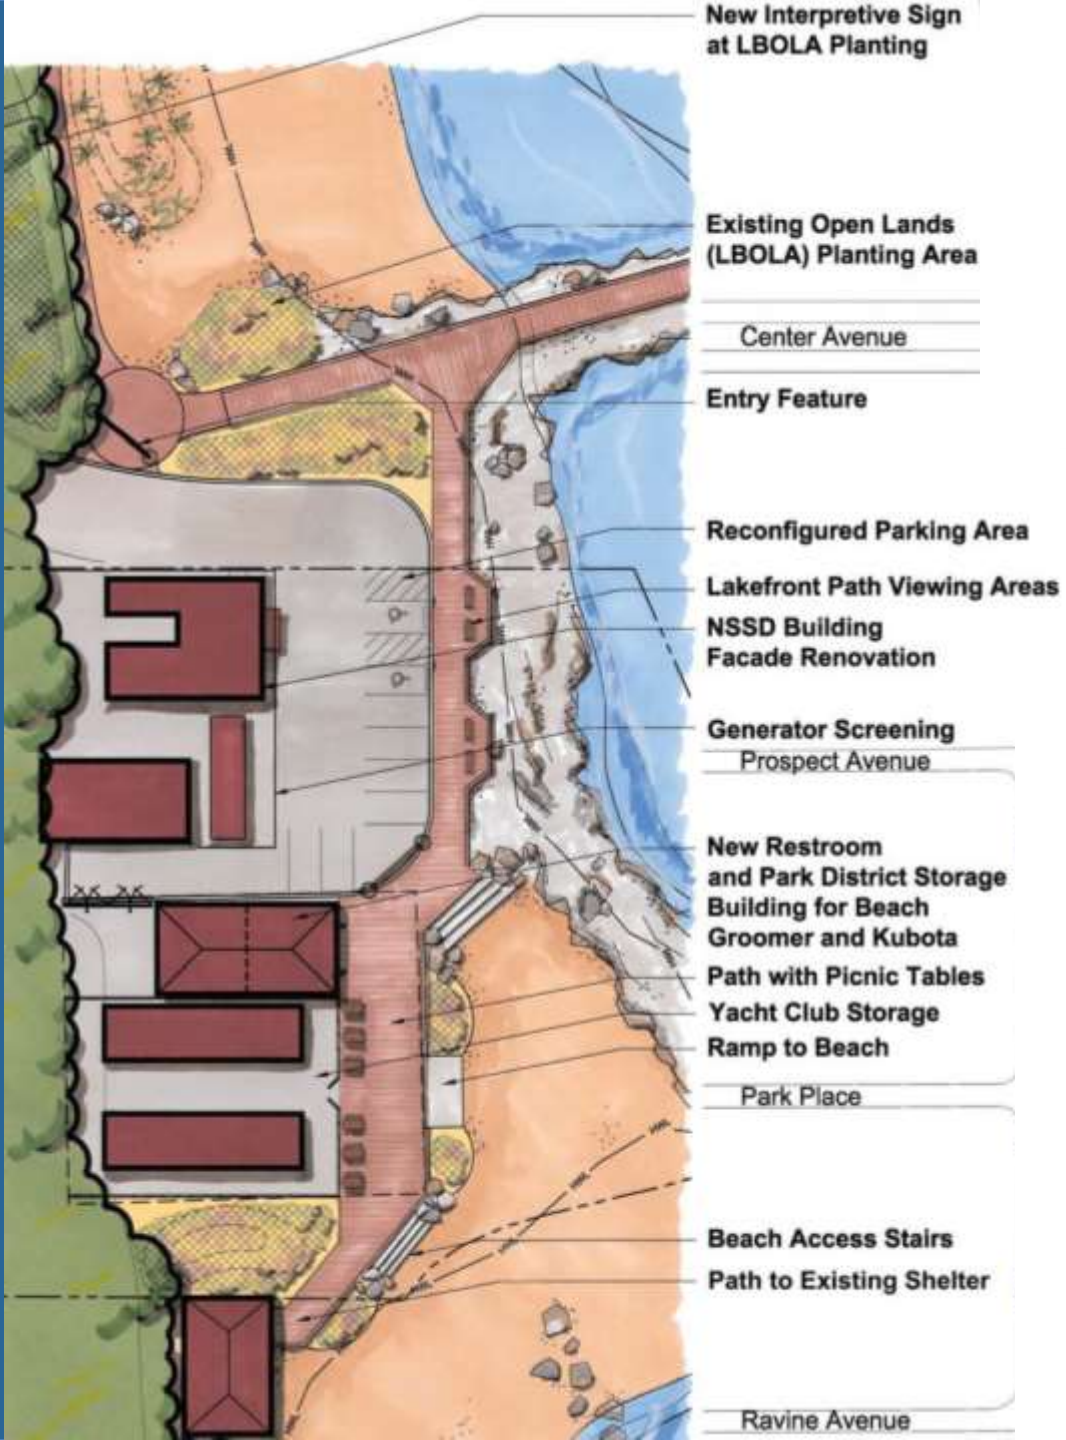 New Interpretive Sign
at LBOLA Planting
Existing Open Lands
(LBOLA) Planting Area
Center Avenue
Entry Feature
Reconfigured Parking Area
Lakefront Path Viewing Areas
NSSD Building
Facade Renovation
Generator Screening
Prospect Avenue
New Restroom
and Park District Storage
Building for Beach
Groomer and Kubota
Path with Picnic Tables
Yacht Club Storage
Ramp to Beach
Park Place
Beach Access Stairs
Path to Existing Shelter
Ravine Avenue